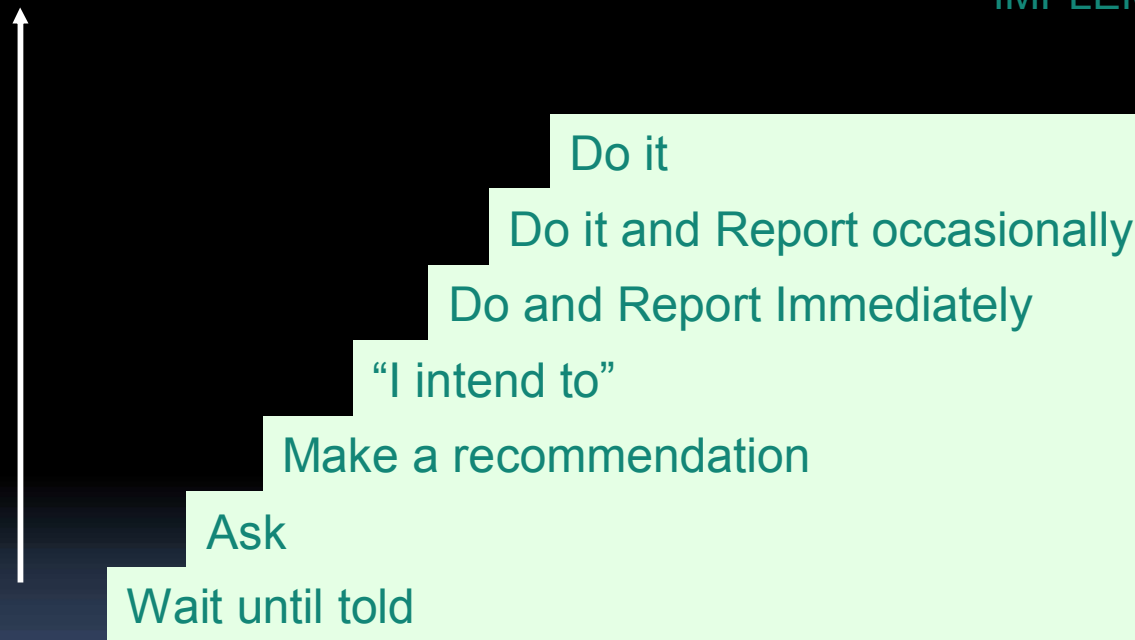 Do it
Do it and Report occasionally
Do and Report Immediately
“I intend to”
Make a recommendation
Ask
Wait until told